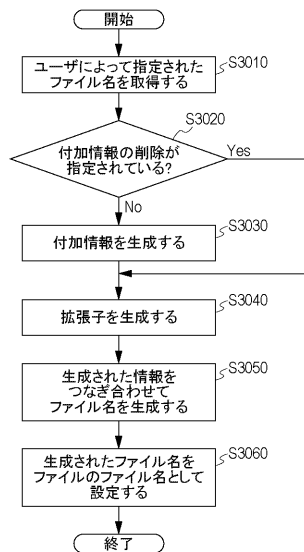 開始
ユーザによって指定された
ファイル名を取得する
S3010
S3020
付加情報の削除が
指定されている?
Yes
No
付加情報を生成する
S3030
拡張子を生成する
S3040
生成された情報を
つなぎ合わせて
ファイル名を生成する
S3050
生成されたファイル名を
ファイルのファイル名として
設定する
S3060
終了